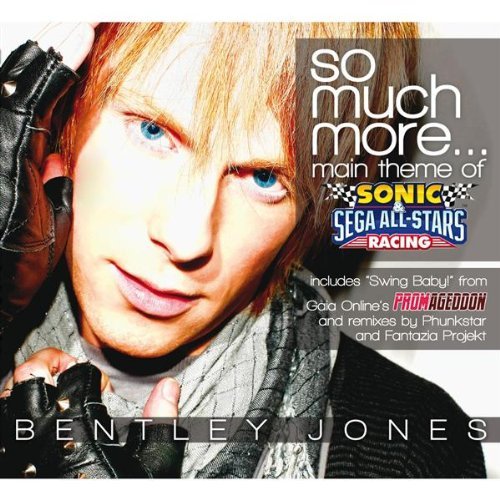 so
much
more...
main theme of
SONIC
&
SEGA ALL-STARS
RACING
includes "Swing Baby!" from
Gaia Online's PROMAGEDDON
and remixes by Phunkstar
and Fantazia Projekt
BENTLEY JONES